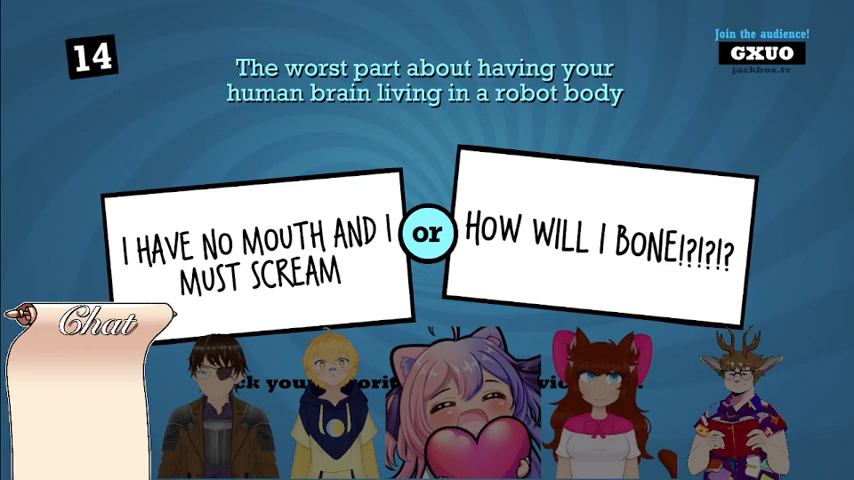 14
Join the audience!
GXUO
jackbox.tv
The worst part about having your
human brain living in a robot body
I HAVE NO MOUTH AND I
MUST SCREAM
or
HOW WILL I BONE!?!?!?
Chat